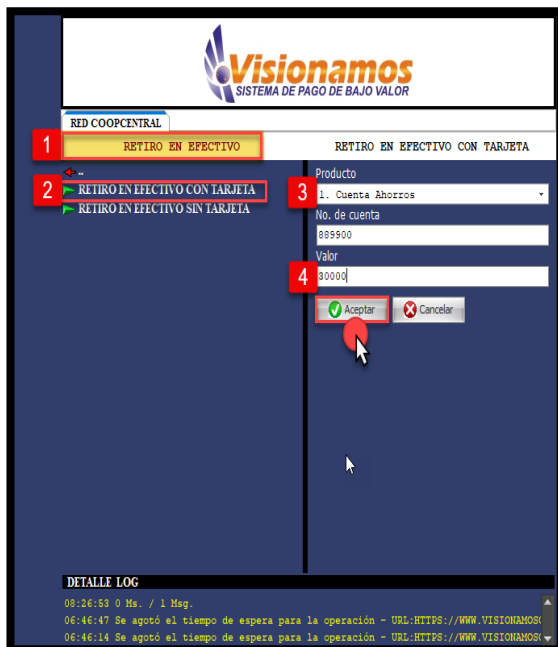 Visionamos
SISTEMA DE PAGO DE BAJO VALOR
RED COOPCENTRAL
1
RETIRO EN EFECTIVO
RETIRO EN EFECTIVO CON TARJETA
..
2
RETIRO EN EFECTIVO CON TARJETA
RETIRO EN EFECTIVO SIN TARJETA
Producto
3
1. Cuenta Ahorros
No. de cuenta
889900
Valor
4
30000
Aceptar
Cancelar
DETALLE LOG
08:26:53 0 Ms. / 1 Msg.
06:46:47 Se agotó el tiempo de espera para la operación - URL:HTTPS://WWW.VISIONAMOS
06:46:14 Se agotó el tiempo de espera para la operación - URL:HTTPS://WWW.VISIONAMOS